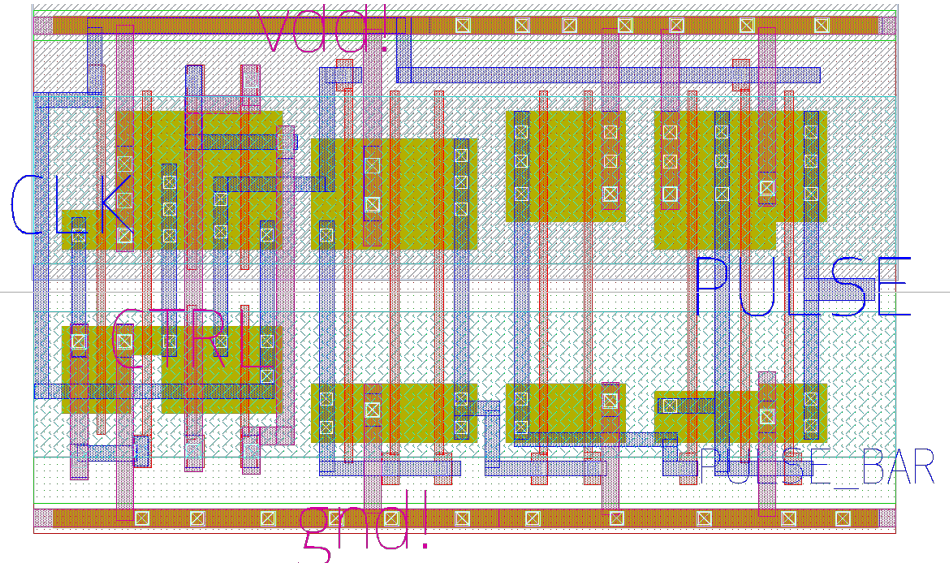 vdd!
CLK
PULSE
CTRL
PULSE_BAR
gnd!